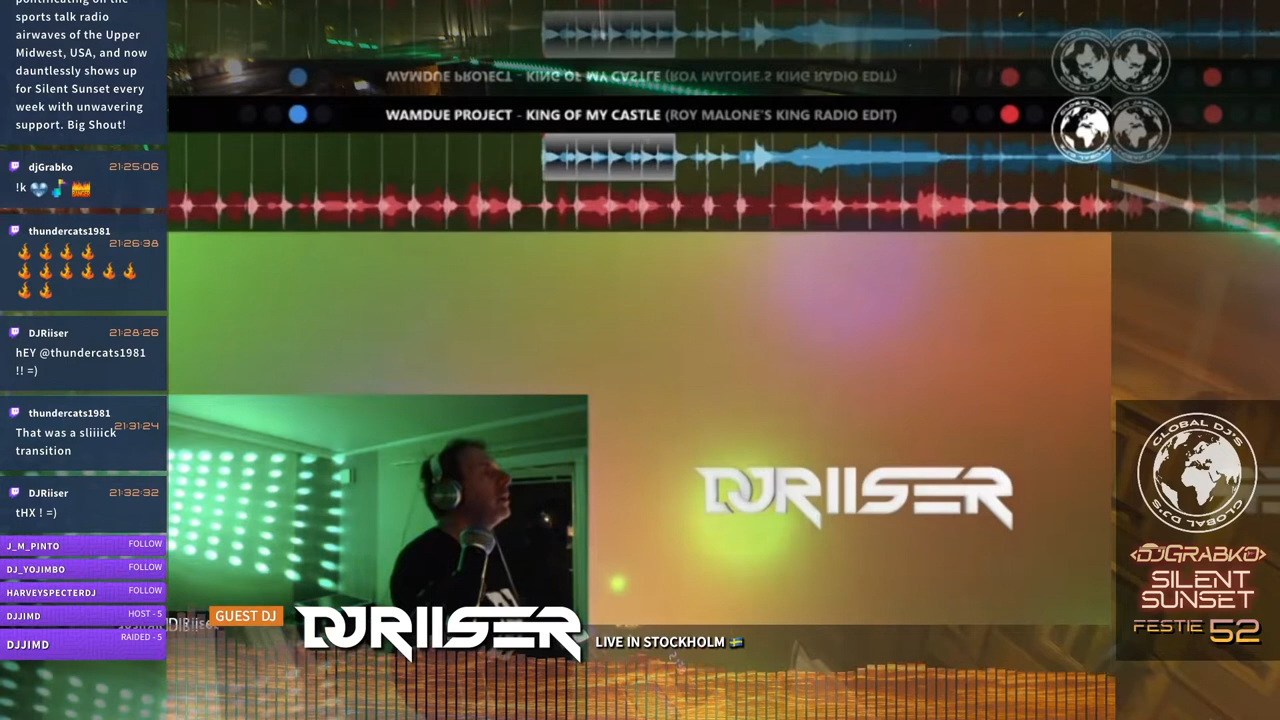 pontificating on the
sports talk radio
airwaves of the Upper
Midwest, USA, and now
dauntlessly shows up
for Silent Sunset every
week with unwavering
support. Big Shout!
djGrabko 21:25:06
!k
thundercats1981
21:26:38
DJRiiser 21:28:26
hEY @thundercats1981
!! =)
thundercats1981
21:31:24
That was a sliiiick
transition
DJRiiser 21:32:32
tHX ! =)
J_M_PINTO FOLLOW
DJ_YOJIMBO FOLLOW
HARVEYSPECTERDJ FOLLOW
DJJIMD HOST - 5
DJJIMD RAIDED - 5
WAMDUE PROJECT - KING OF MY CASTLE (ROY MALONE'S KING RADIO EDIT)
WAMDUE PROJECT - KING OF MY CASTLE (ROY MALONE'S KING RADIO EDIT)
DJRIISER
GUEST DJ
DJRIISER
LIVE IN STOCKHOLM
GLOBAL DJ'S
GLOBAL DJ'S
DJGRABKO
SILENT
SUNSET
FESTIE 52